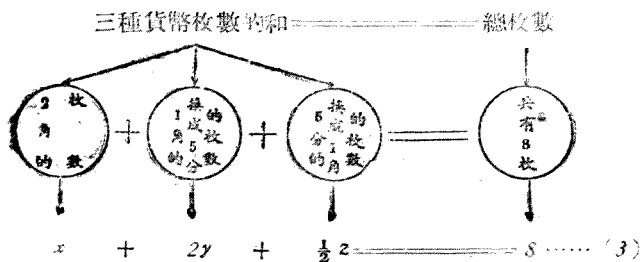 三種貨幣枚數的和══總枚數
2角的枚數 + 1角換成5分的枚數 + 5分換成1角的枚數 ══ 共有8枚
x + 2y + ½z ══ 8 ⋯⋯ (3)